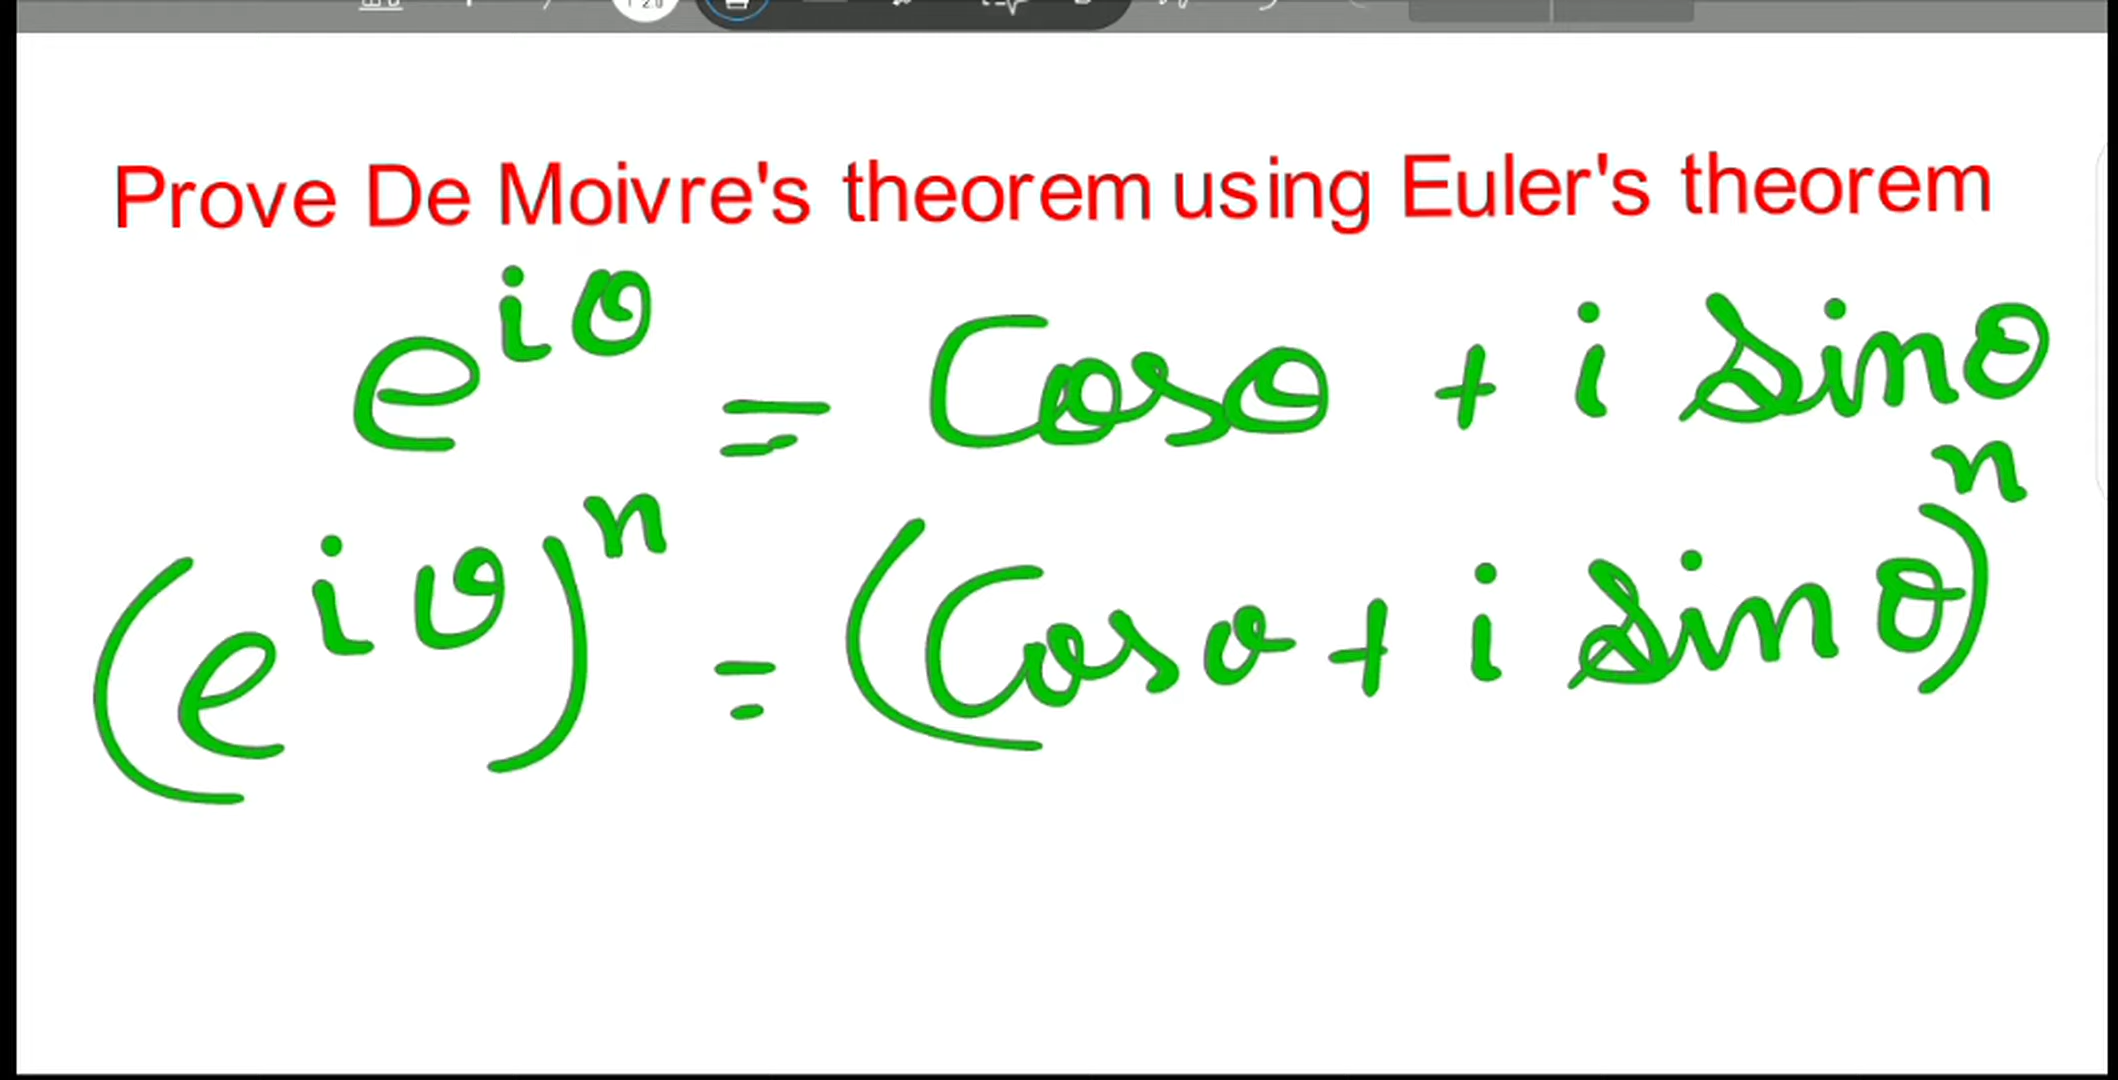 Prove De Moivre's theorem using Euler's theorem
e^{iθ} = Cosθ + i sinθ
(e^{iθ})^n = (Cosθ + i sinθ)^n